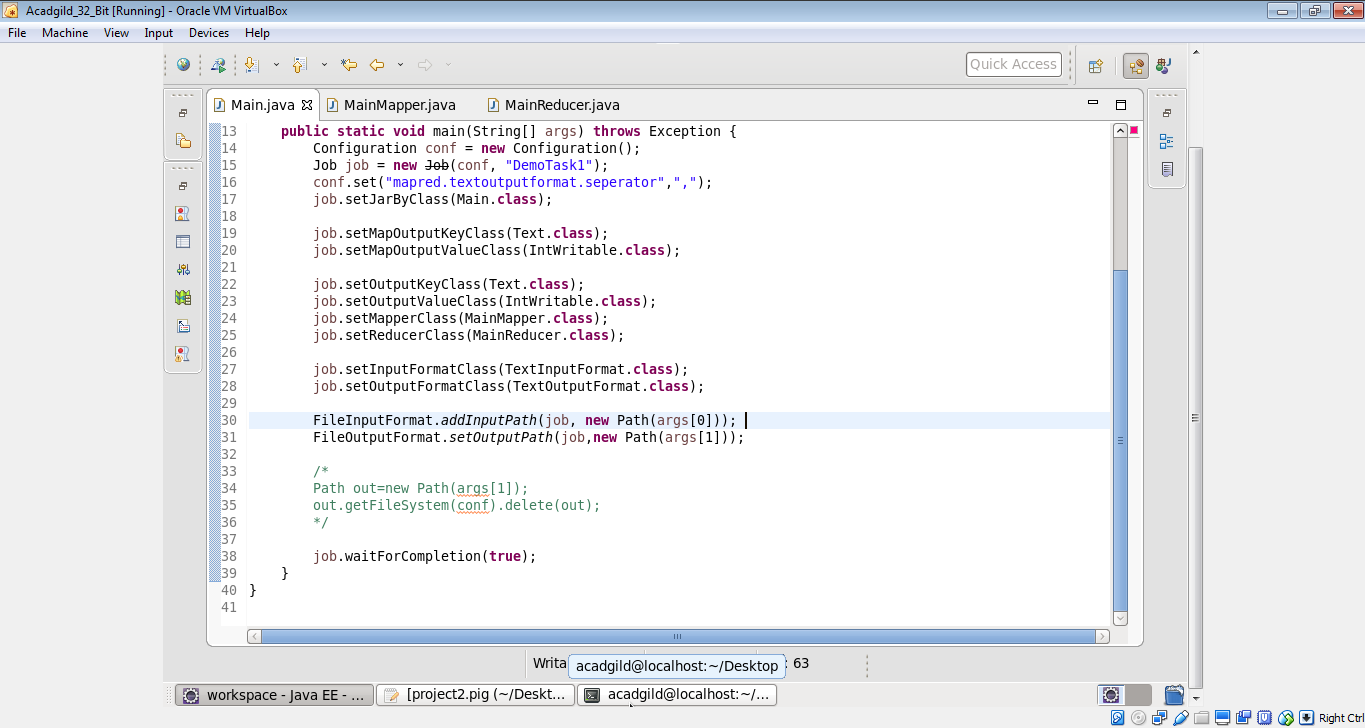 Acadgild_32_Bit [Running] - Oracle VM VirtualBox
File Machine View Input Devices Help
Quick Access
Main.java MainMapper.java MainReducer.java
13 public static void main(String[] args) throws Exception {
14 Configuration conf = new Configuration();
15 Job job = new Job(conf, "DemoTask1");
16 conf.set("mapred.textoutputformat.seperator",",");
17 job.setJarByClass(Main.class);
18
19 job.setMapOutputKeyClass(Text.class);
20 job.setMapOutputValueClass(IntWritable.class);
21
22 job.setOutputKeyClass(Text.class);
23 job.setOutputValueClass(IntWritable.class);
24 job.setMapperClass(MainMapper.class);
25 job.setReducerClass(MainReducer.class);
26
27 job.setInputFormatClass(TextInputFormat.class);
28 job.setOutputFormatClass(TextOutputFormat.class);
29
30 FileInputFormat.addInputPath(job, new Path(args[0]));
31 FileOutputFormat.setOutputPath(job,new Path(args[1]));
32
33 /*
34 Path out=new Path(args[1]);
35 out.getFileSystem(conf).delete(out);
36 */
37
38 job.waitForCompletion(true);
39 }
40 }
41
Writa acadgild@localhost:~/Desktop : 63
workspace - Java EE - ... [project2.pig (~/Deskt... acadgild@localhost:~/...
Right Ctrl